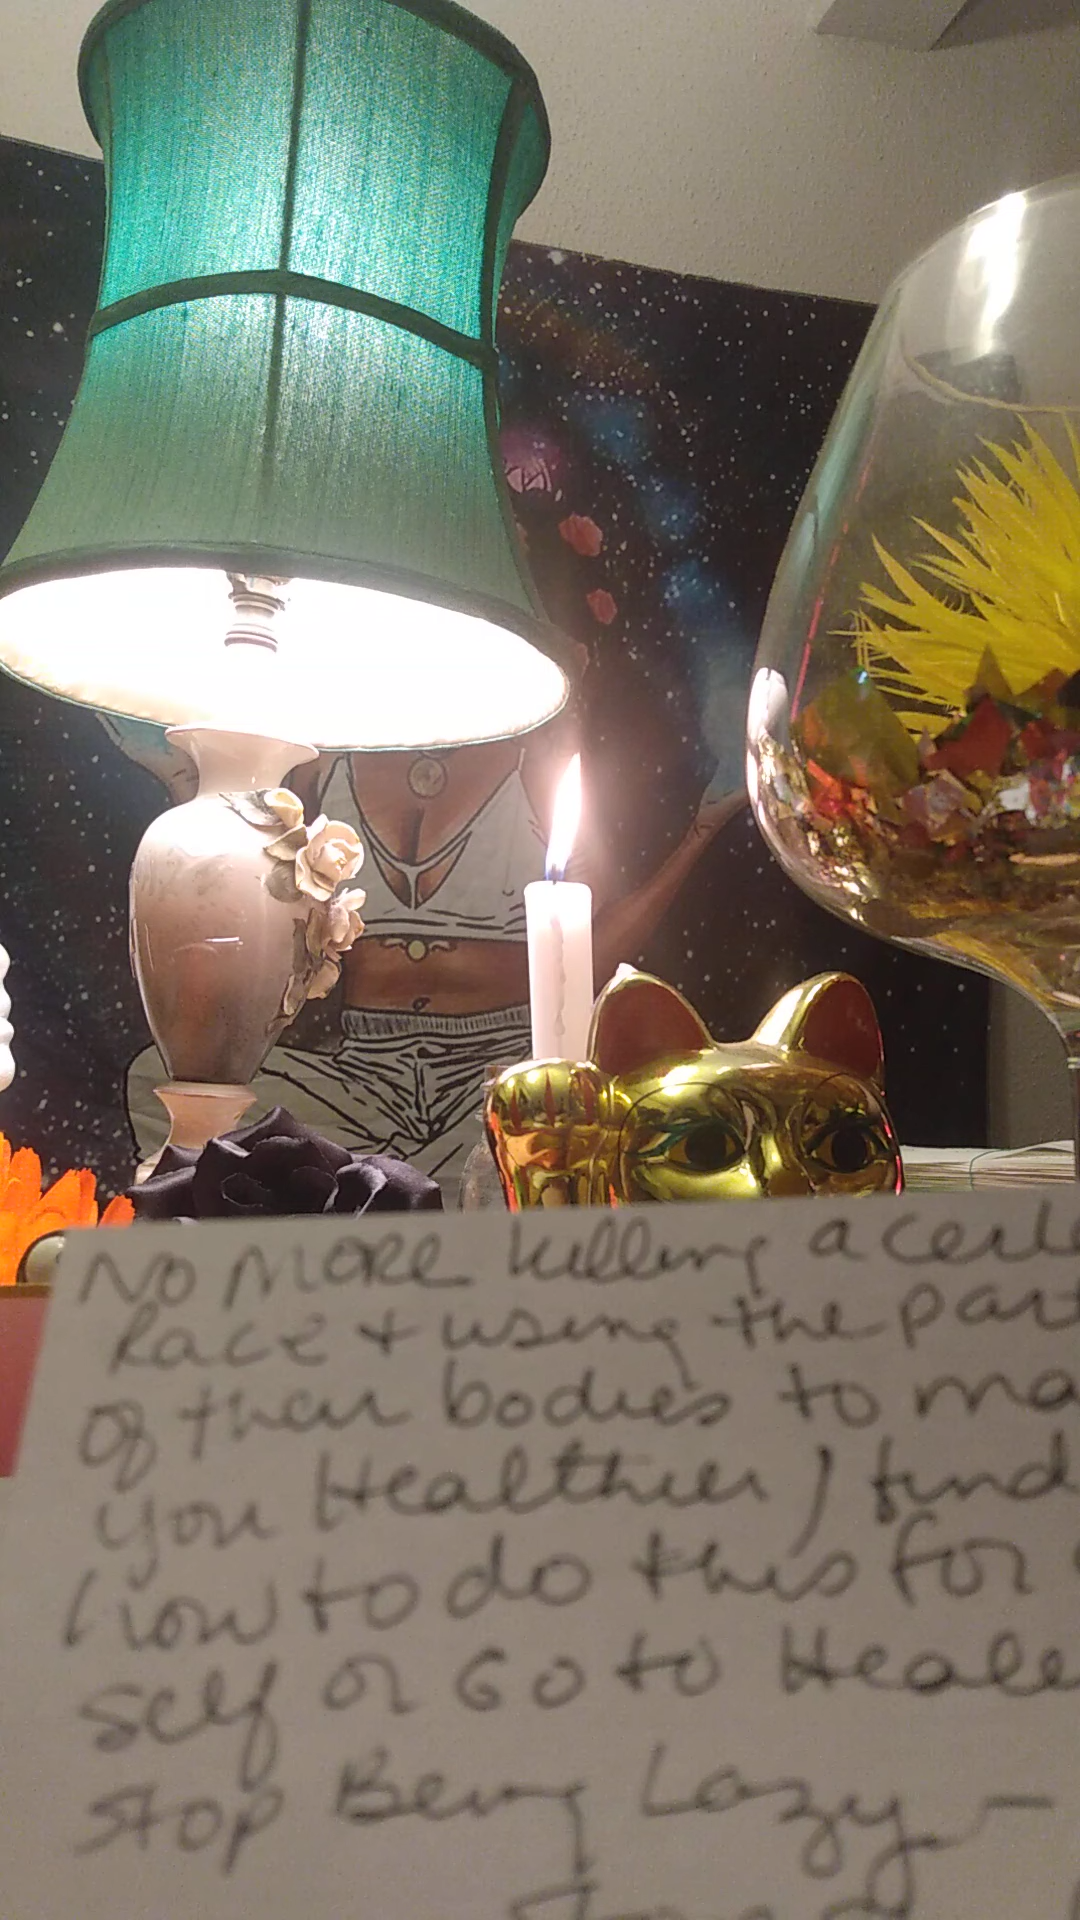 NO MORE killing a
Race + using the
of their bodies to
you Healthier, find
how to do this for
self or Go to
Stop Being Lazy —